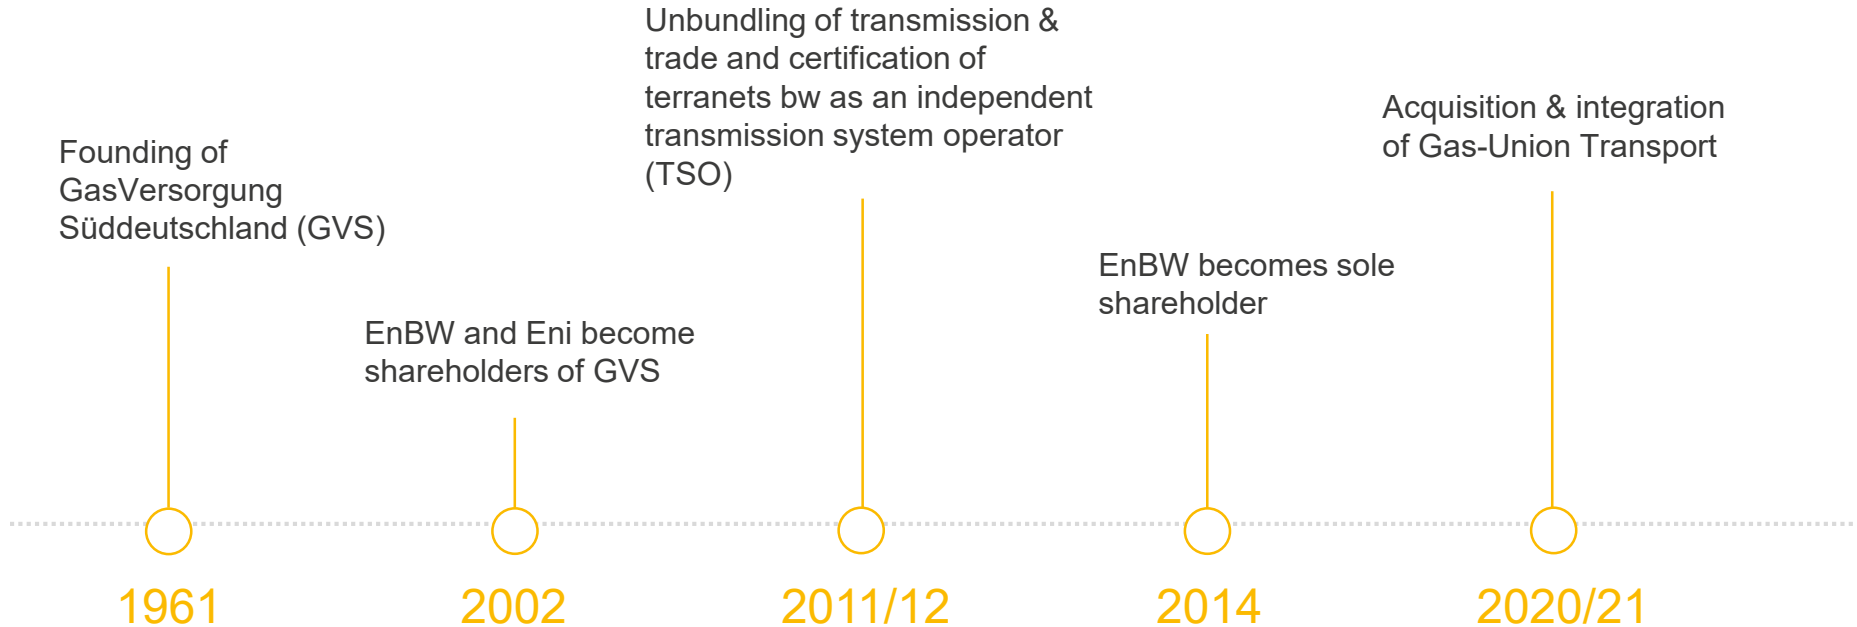 Founding of
GasVersorgung
Süddeutschland (GVS)
1961
EnBW and Eni become
shareholders of GVS
2002
Unbundling of transmission &
trade and certification of
terranets bw as an independent
transmission system operator
(TSO)
2011/12
EnBW becomes sole
shareholder
2014
Acquisition & integration
of Gas-Union Transport
2020/21